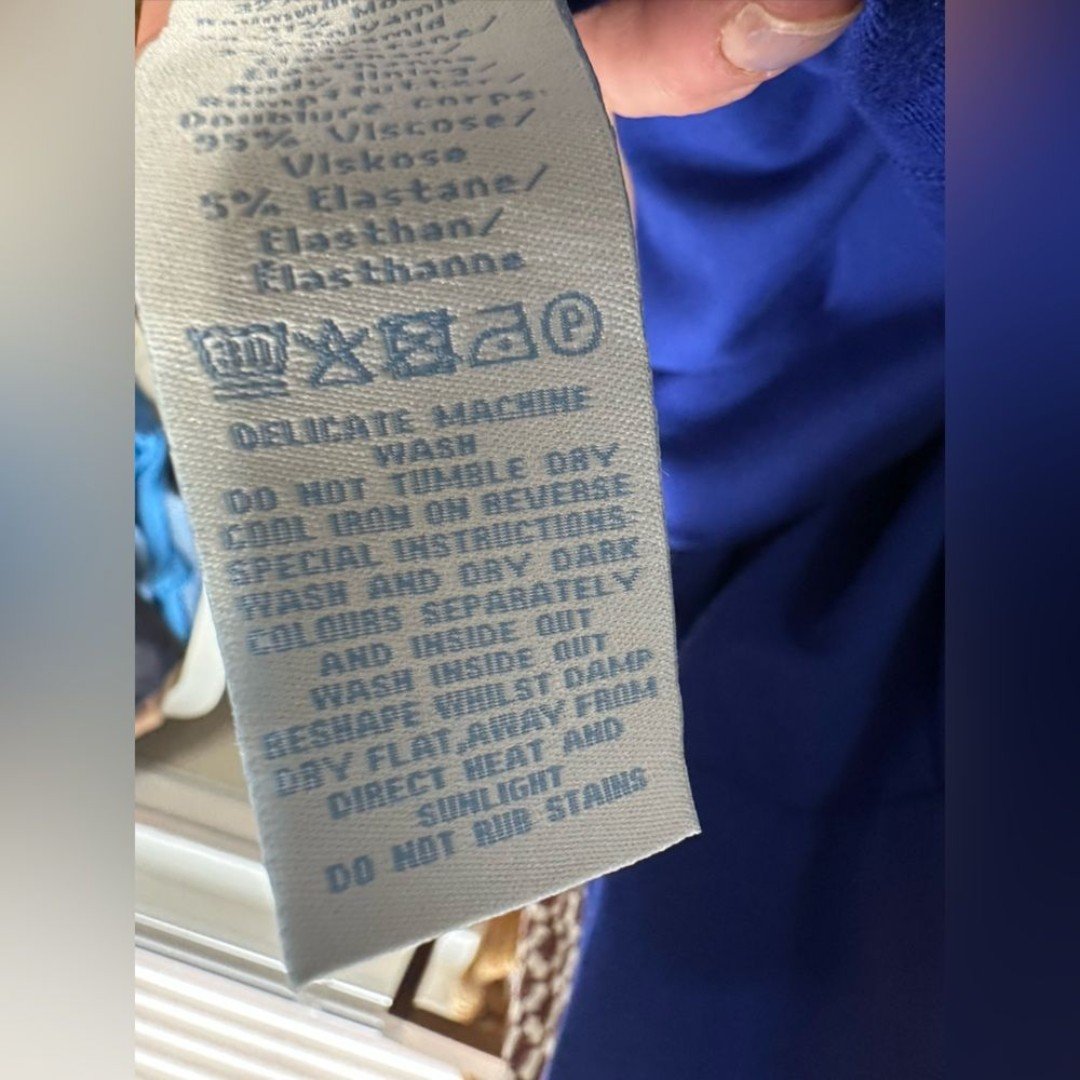 Doublure corps:
95% Viscose/
Viskose
5% Elastane/
Elasthan/
Élasthanne
30
P
DELICATE MACHINE
WASH
DO NOT TUMBLE DRY
COOL IRON ON REVERSE
SPECIAL INSTRUCTIONS
WASH AND DRY DARK
COLOURS SEPARATELY
AND INSIDE OUT
WASH INSIDE OUT
RESHAPE WHILST DAMP
DRY FLAT,AWAY FROM
DIRECT HEAT AND
SUNLIGHT
DO NOT RUB STAINS